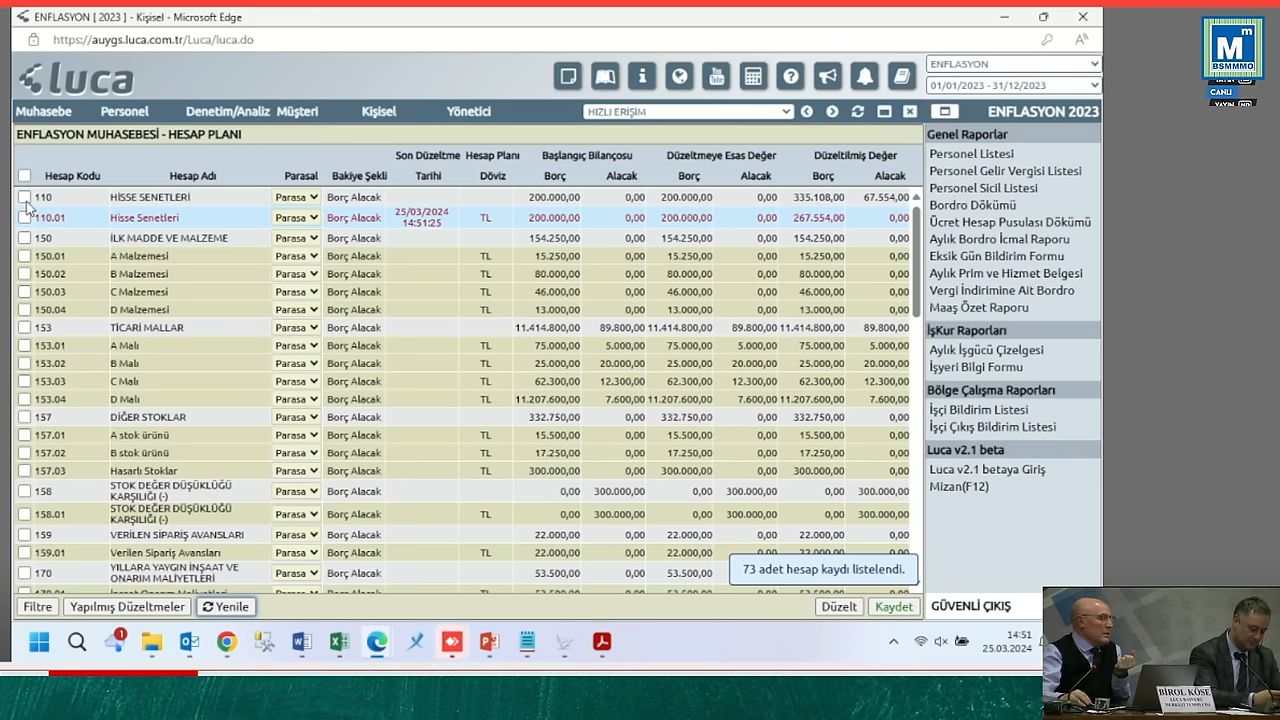 ENFLASYON [ 2023 ] - Kişisel - Microsoft Edge
https://auygs.luca.com.tr/Luca/luca.do
luca
You Tube
ENFLASYON
01/01/2023 - 31/12/2023
M m
BSMMMO
CANLI
YAYIN HD
Muhasebe Personel Denetim/Analiz Müşteri Kişisel Yönetici HIZLI ERİŞİM ENFLASYON 2023
ENFLASYON MUHASEBESİ - HESAP PLANI
Son Düzeltme Hesap Planı Başlangıç Bilançosu Düzeltmeye Esas Değer Düzeltilmiş Değer
Hesap Kodu Hesap Adı Parasal Bakiye Şekli Tarihi Döviz Borç Alacak Borç Alacak Borç Alacak
110 HİSSE SENETLERİ Parasa Borç Alacak 200.000,00 0,00 200.000,00 0,00 335.108,00 67.554,00
110.01 Hisse Senetleri Parasa Borç Alacak 25/03/2024 14:51:25 TL 200.000,00 0,00 200.000,00 0,00 267.554,00 0,00
150 İLK MADDE VE MALZEME Parasa Borç Alacak 154.250,00 0,00 154.250,00 0,00 154.250,00 0,00
150.01 A Malzemesi Parasa Borç Alacak TL 15.250,00 0,00 15.250,00 0,00 15.250,00 0,00
150.02 B Malzemesi Parasa Borç Alacak TL 80.000,00 0,00 80.000,00 0,00 80.000,00 0,00
150.03 C Malzemesi Parasa Borç Alacak TL 46.000,00 0,00 46.000,00 0,00 46.000,00 0,00
150.04 D Malzemesi Parasa Borç Alacak TL 13.000,00 0,00 13.000,00 0,00 13.000,00 0,00
153 TİCARİ MALLAR Parasa Borç Alacak 11.414.800,00 89.800,00 11.414.800,00 89.800,00 11.414.800,00 89.800,00
153.01 A Malı Parasa Borç Alacak TL 75.000,00 5.000,00 75.000,00 5.000,00 75.000,00 5.000,00
153.02 B Malı Parasa Borç Alacak TL 25.000,00 20.000,00 25.000,00 20.000,00 25.000,00 20.000,00
153.03 C Malı Parasa Borç Alacak TL 62.300,00 12.300,00 62.300,00 12.300,00 62.300,00 12.300,00
153.04 D Malı Parasa Borç Alacak TL 11.207.600,00 7.600,00 11.207.600,00 7.600,00 11.207.600,00 7.600,00
157 DİĞER STOKLAR Parasa Borç Alacak 332.750,00 0,00 332.750,00 0,00 332.750,00 0,00
157.01 A stok ürünü Parasa Borç Alacak TL 15.500,00 0,00 15.500,00 0,00 15.500,00 0,00
157.02 B stok ürünü Parasa Borç Alacak TL 17.250,00 0,00 17.250,00 0,00 17.250,00 0,00
157.03 Hasarlı Stoklar Parasa Borç Alacak TL 300.000,00 0,00 300.000,00 0,00 300.000,00 0,00
158 STOK DEĞER DÜŞÜKLÜĞÜ KARŞILIĞI (-) Parasa Borç Alacak 0,00 300.000,00 0,00 300.000,00 0,00 300.000,00
158.01 STOK DEĞER DÜŞÜKLÜĞÜ KARŞILIĞI (-) Parasa Borç Alacak TL 0,00 300.000,00 0,00 300.000,00 0,00 300.000,00
159 VERİLEN SİPARİŞ AVANSLARI Parasa Borç Alacak 22.000,00 0,00 22.000,00 0,00 22.000,00 0,00
159.01 Verilen Sipariş Avansları Parasa Borç Alacak TL 22.000,00 0,00 22.000,00
170 YILLARA YAYGIN İNŞAAT VE ONARIM MALİYETLERİ Parasa Borç Alacak 53.500,00 0,00 53.500,00
73 adet hesap kaydı listelendi.
Filtre Yapılmış Düzeltmeler Yenile Düzelt Kaydet
Genel Raporlar
Personel Listesi
Personel Gelir Vergisi Listesi
Personel Sicil Listesi
Bordro Dökümü
Ücret Hesap Pusulası Dökümü
Aylık Bordro İcmal Raporu
Eksik Gün Bildirim Formu
Aylık Prim ve Hizmet Belgesi
Vergi İndirimine Ait Bordro
Maaş Özet Raporu
İşKur Raporları
Aylık İşgücü Çizelgesi
İşyeri Bilgi Formu
Bölge Çalışma Raporları
İşçi Bildirim Listesi
İşçi Çıkış Bildirim Listesi
Luca v2.1 beta
Luca v2.1 betaya Giriş
Mizan(F12)
GÜVENLİ ÇIKIŞ
1
14:51
25.03.2024
BİROL KÖSE